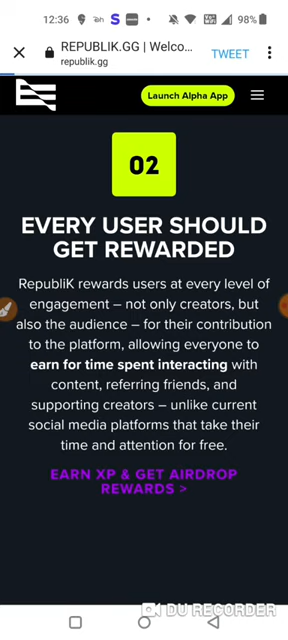 12:36 98%
REPUBLIK.GG | Welco...
republik.gg
TWEET
Launch Alpha App
02
EVERY USER SHOULD
GET REWARDED
RepubliK rewards users at every level of
engagement – not only creators, but
also the audience – for their contribution
to the platform, allowing everyone to
earn for time spent interacting with
content, referring friends, and
supporting creators – unlike current
social media platforms that take their
time and attention for free.
EARN XP & GET AIRDROP
REWARDS >
DU RECORDER